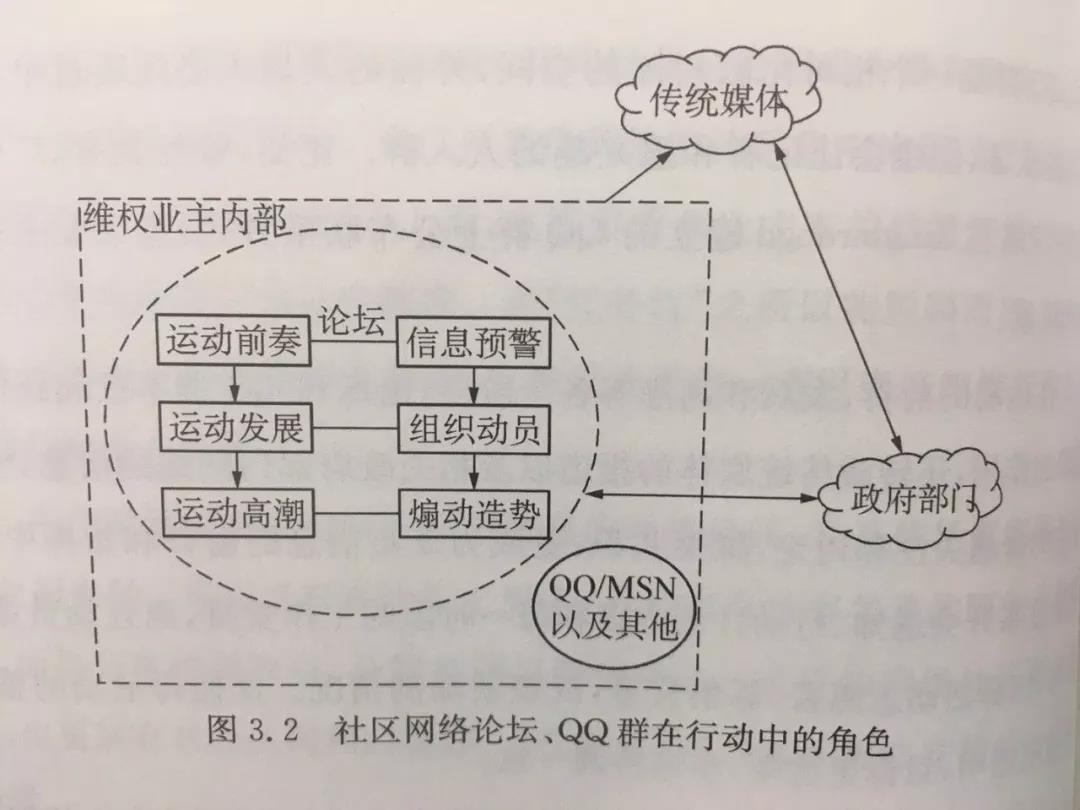 传统媒体
维权业主内部
论坛
运动前奏
信息预警
运动发展
组织动员
运动高潮
煽动造势
政府部门
QQ/MSN
以及其他
图 3.2 社区网络论坛、QQ 群在行动中的角色